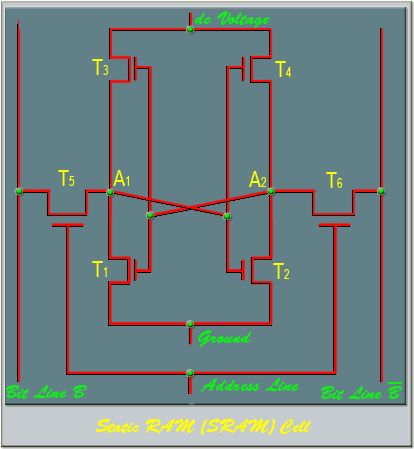 dc Voltage
T3 T4
T5 A1 A2 T6
T1 T2
Ground
Bit Line B Address Line Bit Line B̅
Static RAM (SRAM) Cell